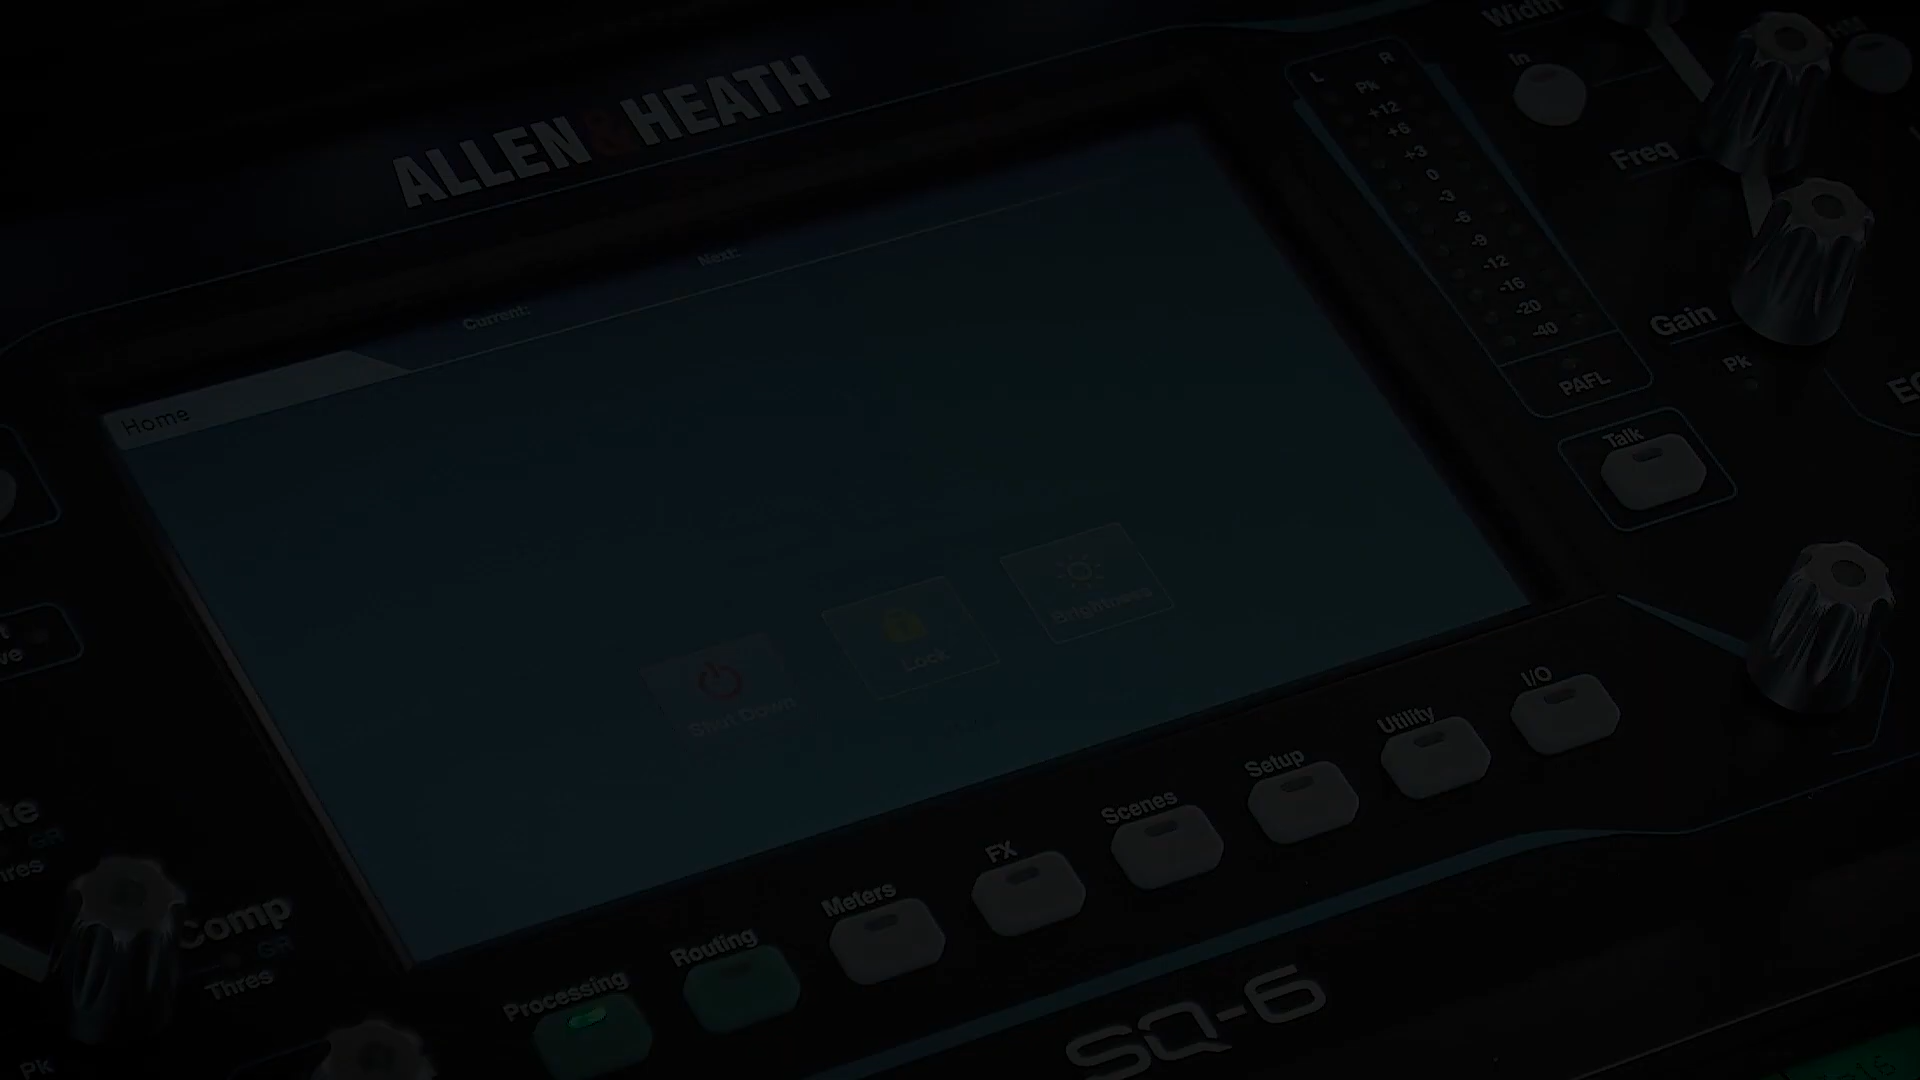 ALLEN&HEATH
Width
HM
In
L
R
Pk
+12
+6
+3
0
-3
-6
-9
-12
-16
-20
-40
PAFL
Freq
Gain
Pk
Talk
Next:
Current:
Home
Shut Down
Lock
Brightness
I/O
Utility
Setup
Scenes
FX
Meters
Routing
Processing
GR
Comp
GR
Thres
Pk
SQ-6